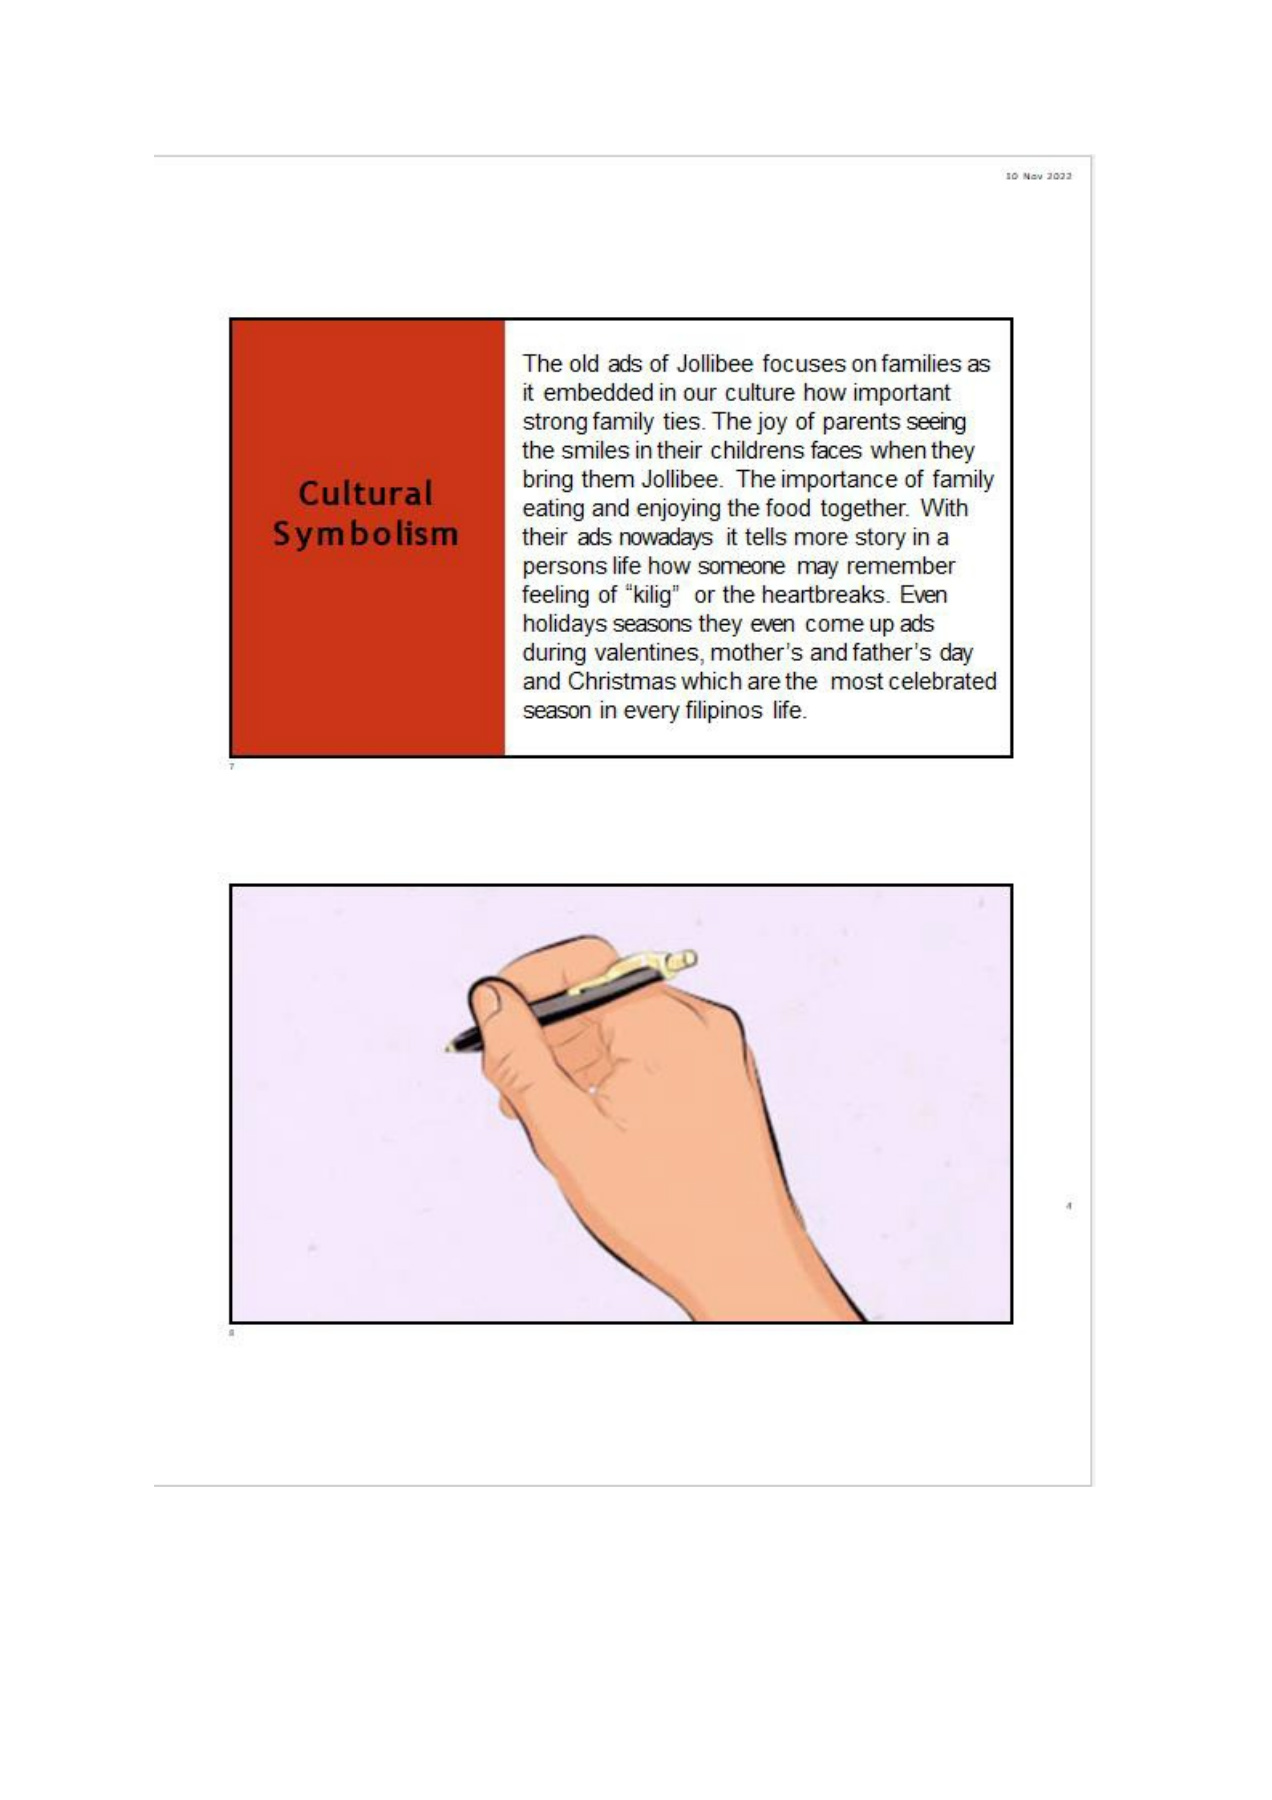 10 Nov 2022
Cultural
Symbolism
The old ads of Jollibee focuses on families as
it embedded in our culture how important
strong family ties. The joy of parents seeing
the smiles in their childrens faces when they
bring them Jollibee. The importance of family
eating and enjoying the food together. With
their ads nowadays it tells more story in a
persons life how someone may remember
feeling of “kilig” or the heartbreaks. Even
holidays seasons they even come up ads
during valentines, mother’s and father’s day
and Christmas which are the most celebrated
season in every filipinos life.
7
4
8